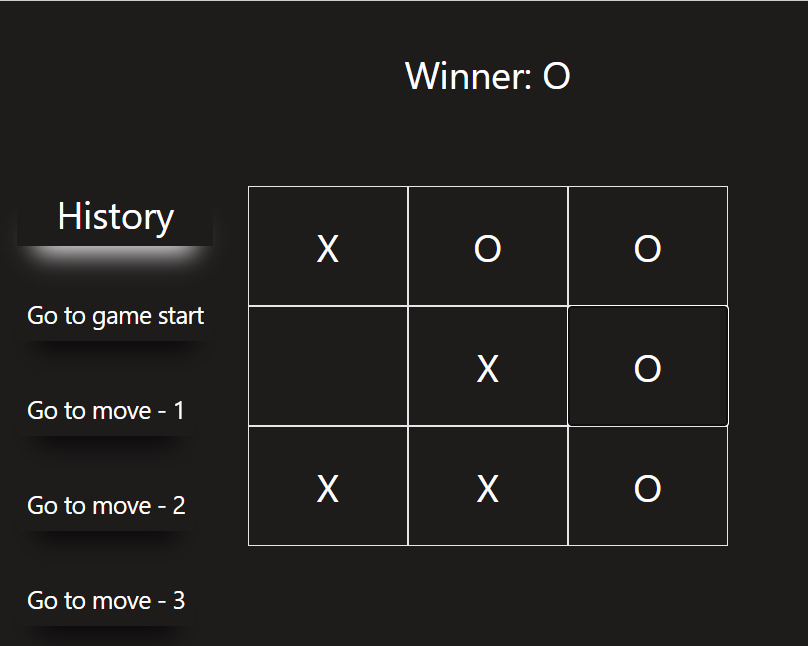 Winner: O
History
Go to game start
Go to move - 1
Go to move - 2
Go to move - 3
X O O
X O
X X O